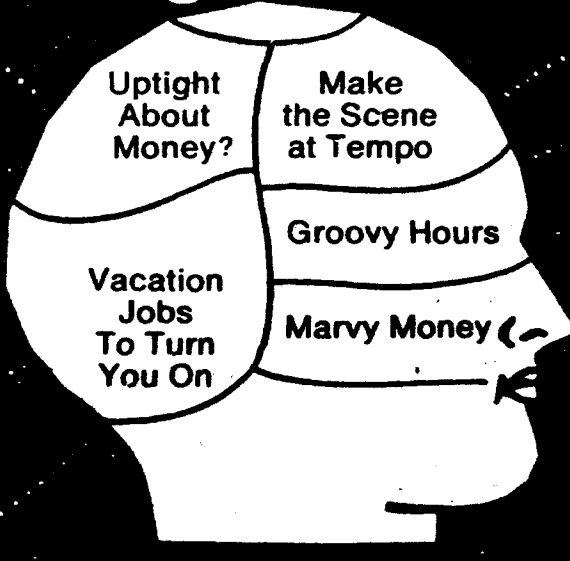 Uptight
About
Money?
Make
the Scene
at Tempo
Groovy Hours
Marvy Money
Vacation
Jobs
To Turn
You On